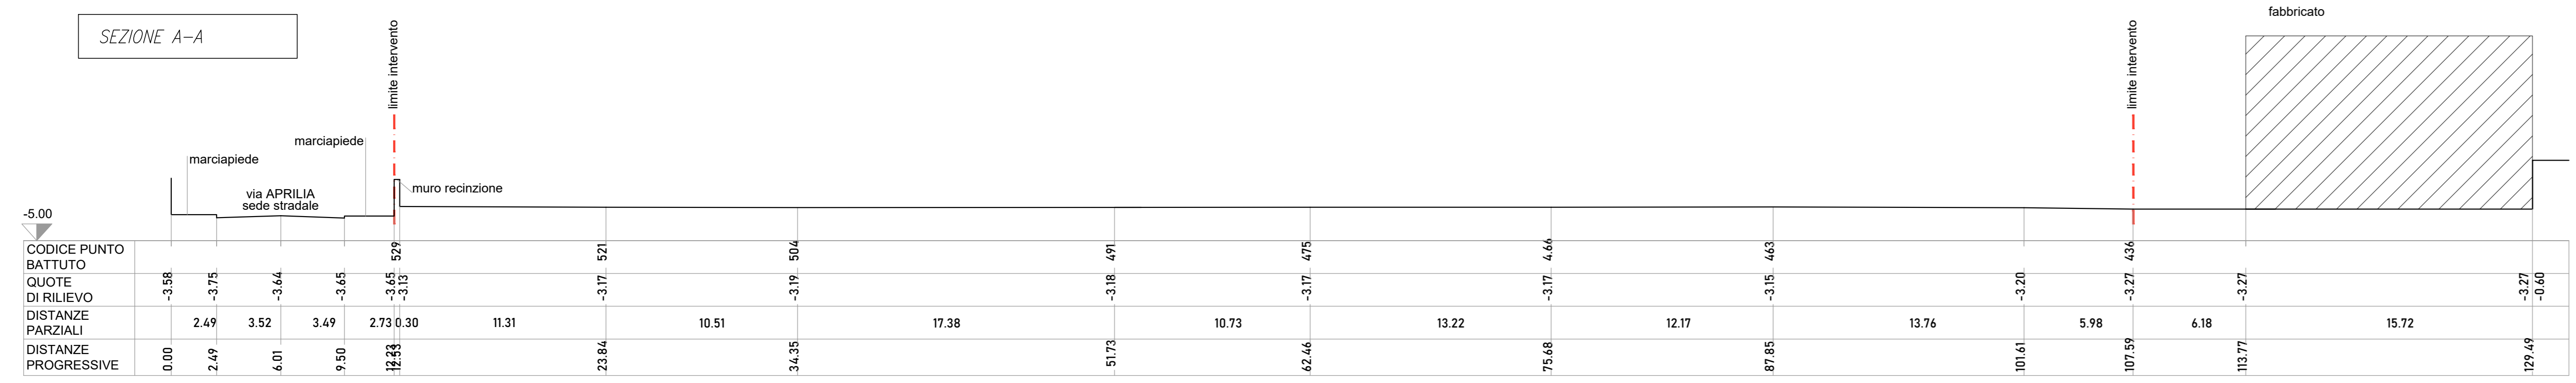 SEZIONE A-A
limite intervento
limite intervento
fabbricato
marciapiede
marciapiede
via APRILIA
sede stradale
muro recinzione
-5.00
CODICE PUNTO
BATTUTO
529 521 504 491 475 4.66 463 436
QUOTE
DI RILIEVO
-3.58 -3.75 -3.64 -3.65 -3.65 -3.13 -3.17 -3.19 -3.18 -3.17 -3.17 -3.15 -3.20 -3.27 -3.27 -3.27 -0.60
DISTANZE
PARZIALI
2.49 3.52 3.49 2.73 0.30 11.31 10.51 17.38 10.73 13.22 12.17 13.76 5.98 6.18 15.72
DISTANZE
PROGRESSIVE
0.00 2.49 6.01 9.50 12.23 12.53 23.84 34.35 51.73 62.46 75.68 87.85 101.61 107.59 113.77 129.49